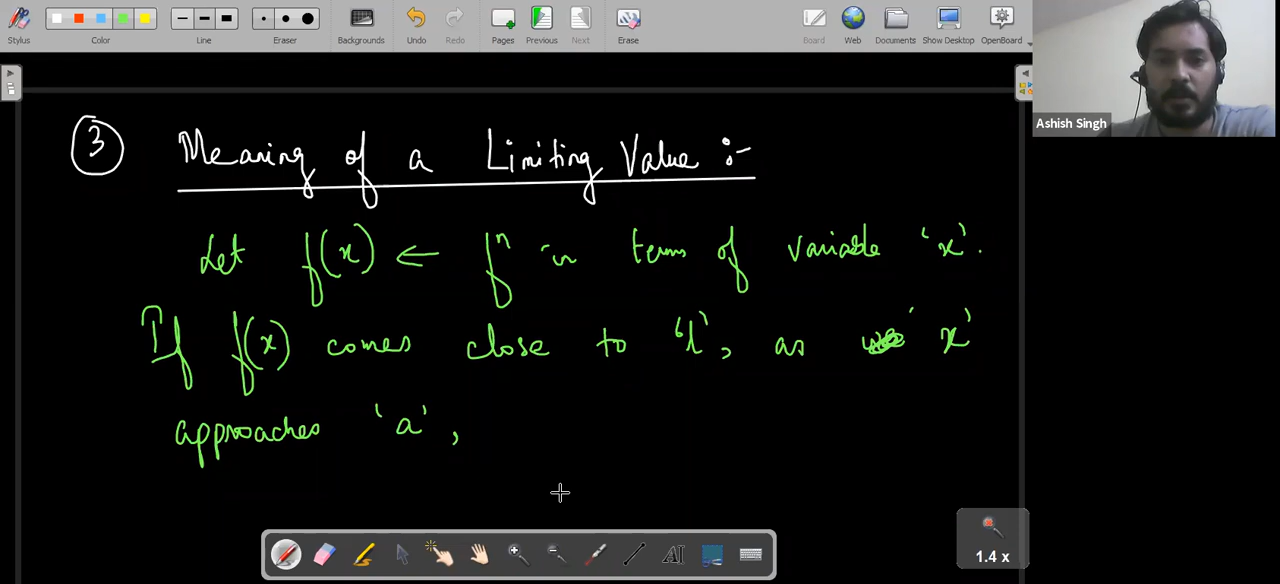 Stylus Color Line Eraser Backgrounds Undo Redo Pages Previous Next Erase Board Web Documents Show Desktop OpenBoard
Ashish Singh
3 Meaning of a Limiting Value :-
Let f(x) ← fⁿ in terms of variable 'x'.
If f(x) comes close to 'l', as 'x'
approaches 'a',
1.4 x